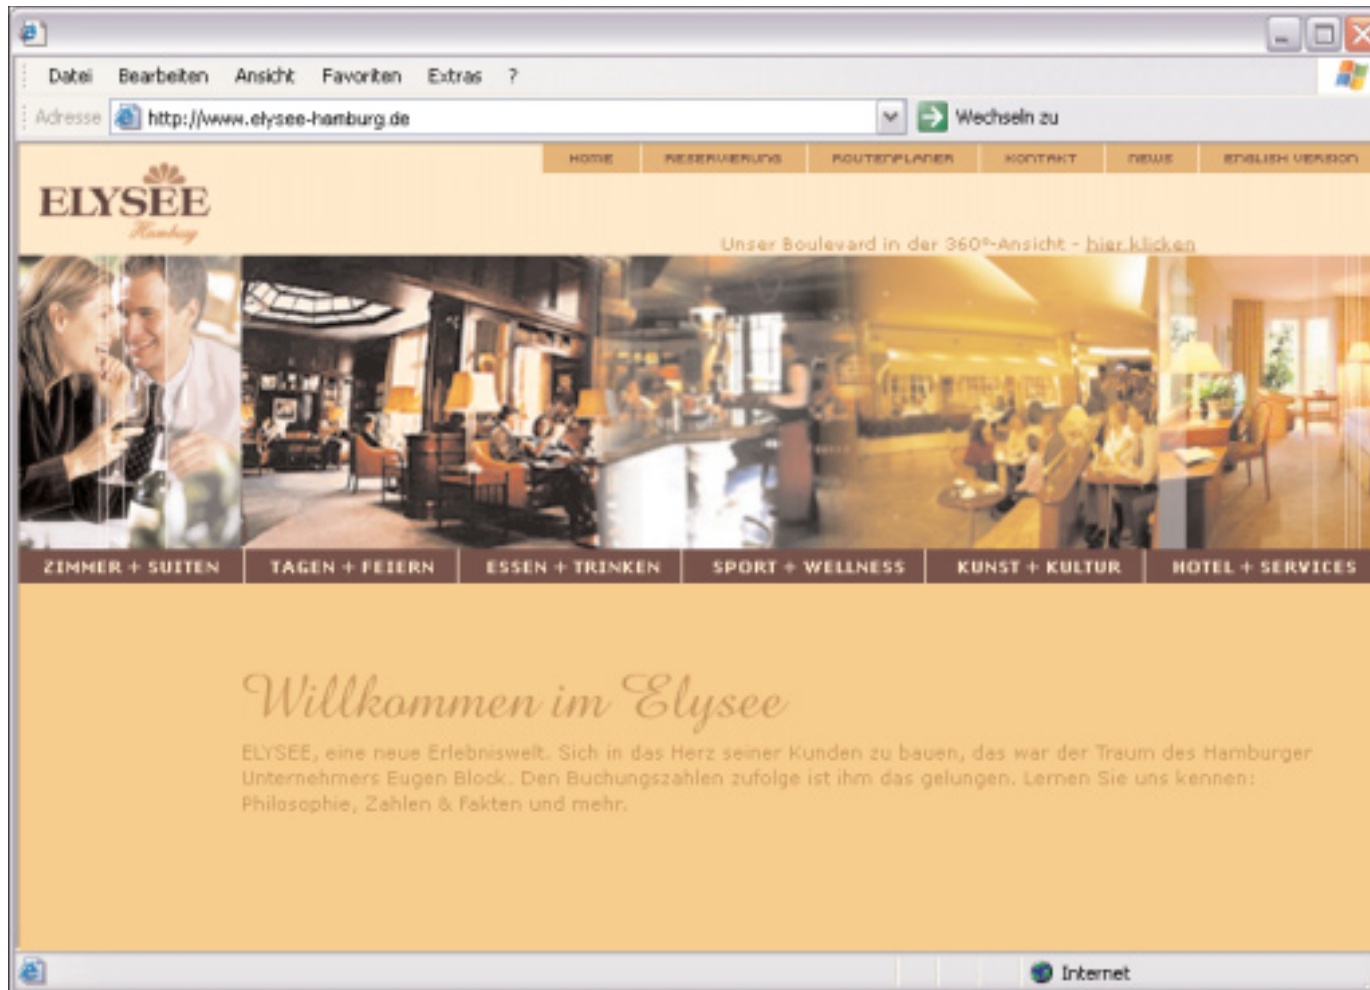 Datei Bearbeiten Ansicht Favoriten Extras ?
Adresse http://www.elysee-hamburg.de Wechseln zu
HOME RESERVIERUNG ROUTENPLANER KONTAKT NEWS ENGLISH VERSION
ELYSEE
Hamburg
Unser Boulevard in der 360°-Ansicht - hier klicken
ZIMMER + SUITEN TAGEN + FEIERN ESSEN + TRINKEN SPORT + WELLNESS KUNST + KULTUR HOTEL + SERVICES
Willkommen im Elysee
ELYSEE, eine neue Erlebniswelt. Sich in das Herz seiner Kunden zu bauen, das war der Traum des Hamburger
Unternehmers Eugen Block. Den Buchungszahlen zufolge ist ihm das gelungen. Lernen Sie uns kennen:
Philosophie, Zahlen & Fakten und mehr.
Internet